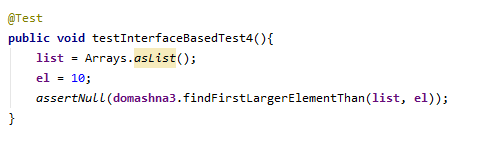 @Test
public void testInterfaceBasedTest4(){
list = Arrays.asList();
el = 10;
assertNull(domashna3.findFirstLargerElementThan(list, el));
}